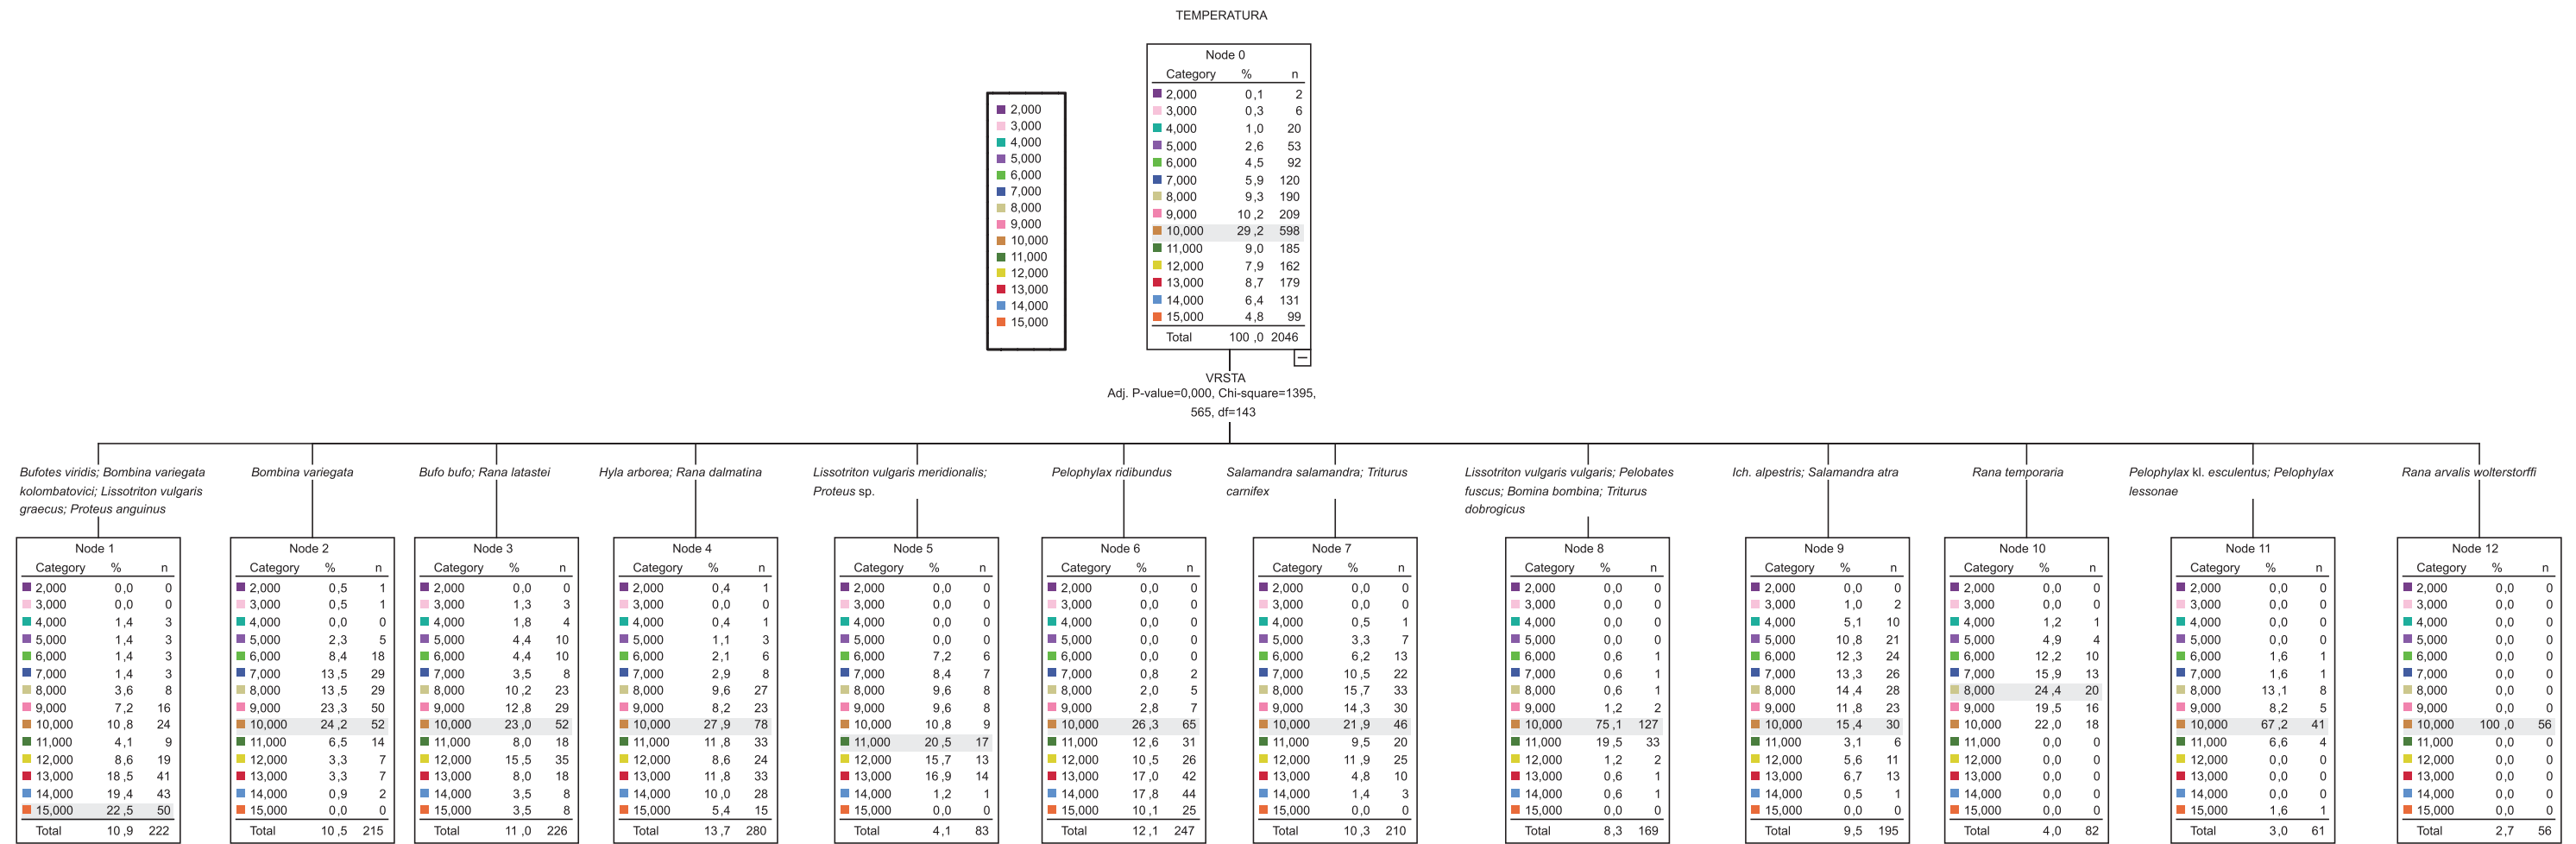 TEMPERATURA
Node 0
Category % n
2,000 0,1 2
3,000 0,3 6
4,000 1,0 20
5,000 2,6 53
6,000 4,5 92
7,000 5,9 120
8,000 9,3 190
9,000 10,2 209
10,000 29,2 598
11,000 9,0 185
12,000 7,9 162
13,000 8,7 179
14,000 6,4 131
15,000 4,8 99
Total 100,0 2046
2,000
3,000
4,000
5,000
6,000
7,000
8,000
9,000
10,000
11,000
12,000
13,000
14,000
15,000
VRSTA
Adj. P-value=0,000, Chi-square=1395,
565, df=143
Bufotes viridis; Bombina variegata
kolombatovici; Lissotriton vulgaris
graecus; Proteus anguinus
Node 1
Category % n
2,000 0,0 0
3,000 0,0 0
4,000 1,4 3
5,000 1,4 3
6,000 1,4 3
7,000 1,4 3
8,000 3,6 8
9,000 7,2 16
10,000 10,8 24
11,000 4,1 9
12,000 8,6 19
13,000 18,5 41
14,000 19,4 43
15,000 22,5 50
Total 10,9 222
Bombina variegata
Node 2
Category % n
2,000 0,5 1
3,000 0,5 1
4,000 0,0 0
5,000 2,3 5
6,000 8,4 18
7,000 13,5 29
8,000 13,5 29
9,000 23,3 50
10,000 24,2 52
11,000 6,5 14
12,000 3,3 7
13,000 3,3 7
14,000 0,9 2
15,000 0,0 0
Total 10,5 215
Bufo bufo; Rana latastei
Node 3
Category % n
2,000 0,0 0
3,000 1,3 3
4,000 1,8 4
5,000 4,4 10
6,000 4,4 10
7,000 3,5 8
8,000 10,2 23
9,000 12,8 29
10,000 23,0 52
11,000 8,0 18
12,000 15,5 35
13,000 8,0 18
14,000 3,5 8
15,000 3,5 8
Total 11,0 226
Hyla arborea; Rana dalmatina
Node 4
Category % n
2,000 0,4 1
3,000 0,0 0
4,000 0,4 1
5,000 1,1 3
6,000 2,1 6
7,000 2,9 8
8,000 9,6 27
9,000 8,2 23
10,000 27,9 78
11,000 11,8 33
12,000 8,6 24
13,000 11,8 33
14,000 10,0 28
15,000 5,4 15
Total 13,7 280
Lissotriton vulgaris meridionalis;
Proteus sp.
Node 5
Category % n
2,000 0,0 0
3,000 0,0 0
4,000 0,0 0
5,000 0,0 0
6,000 7,2 6
7,000 8,4 7
8,000 9,6 8
9,000 9,6 8
10,000 10,8 9
11,000 20,5 17
12,000 15,7 13
13,000 16,9 14
14,000 1,2 1
15,000 0,0 0
Total 4,1 83
Pelophylax ridibundus
Node 6
Category % n
2,000 0,0 0
3,000 0,0 0
4,000 0,0 0
5,000 0,0 0
6,000 0,0 0
7,000 0,8 2
8,000 2,0 5
9,000 2,8 7
10,000 26,3 65
11,000 12,6 31
12,000 10,5 26
13,000 17,0 42
14,000 17,8 44
15,000 10,1 25
Total 12,1 247
Salamandra salamandra; Triturus
carnifex
Node 7
Category % n
2,000 0,0 0
3,000 0,0 0
4,000 0,5 1
5,000 3,3 7
6,000 6,2 13
7,000 10,5 22
8,000 15,7 33
9,000 14,3 30
10,000 21,9 46
11,000 9,5 20
12,000 11,9 25
13,000 4,8 10
14,000 1,4 3
15,000 0,0 0
Total 10,3 210
Lissotriton vulgaris vulgaris; Pelobates
fuscus; Bomina bombina; Triturus
dobrogicus
Node 8
Category % n
2,000 0,0 0
3,000 0,0 0
4,000 0,0 0
5,000 0,0 0
6,000 0,6 1
7,000 0,6 1
8,000 0,6 1
9,000 1,2 2
10,000 75,1 127
11,000 19,5 33
12,000 1,2 2
13,000 0,6 1
14,000 0,6 1
15,000 0,0 0
Total 8,3 169
Ich. alpestris; Salamandra atra
Node 9
Category % n
2,000 0,0 0
3,000 1,0 2
4,000 5,1 10
5,000 10,8 21
6,000 12,3 24
7,000 13,3 26
8,000 14,4 28
9,000 11,8 23
10,000 15,4 30
11,000 3,1 6
12,000 5,6 11
13,000 6,7 13
14,000 0,5 1
15,000 0,0 0
Total 9,5 195
Rana temporaria
Node 10
Category % n
2,000 0,0 0
3,000 0,0 0
4,000 1,2 1
5,000 4,9 4
6,000 12,2 10
7,000 15,9 13
8,000 24,4 20
9,000 19,5 16
10,000 22,0 18
11,000 0,0 0
12,000 0,0 0
13,000 0,0 0
14,000 0,0 0
15,000 0,0 0
Total 4,0 82
Pelophylax kl. esculentus; Pelophylax
lessonae
Node 11
Category % n
2,000 0,0 0
3,000 0,0 0
4,000 0,0 0
5,000 0,0 0
6,000 1,6 1
7,000 1,6 1
8,000 13,1 8
9,000 8,2 5
10,000 67,2 41
11,000 6,6 4
12,000 0,0 0
13,000 0,0 0
14,000 0,0 0
15,000 1,6 1
Total 3,0 61
Rana arvalis wolterstorffi
Node 12
Category % n
2,000 0,0 0
3,000 0,0 0
4,000 0,0 0
5,000 0,0 0
6,000 0,0 0
7,000 0,0 0
8,000 0,0 0
9,000 0,0 0
10,000 100,0 56
11,000 0,0 0
12,000 0,0 0
13,000 0,0 0
14,000 0,0 0
15,000 0,0 0
Total 2,7 56